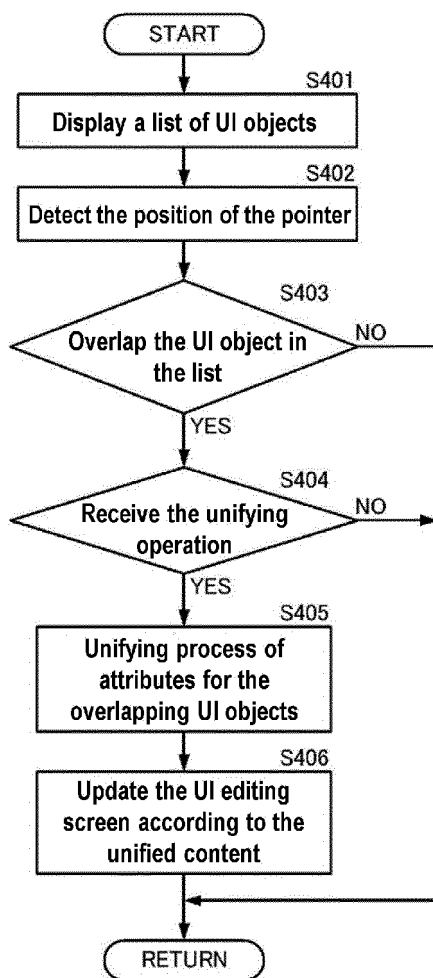 START
S401
Display a list of UI objects
S402
Detect the position of the pointer
S403
Overlap the UI object in
the list
NO
YES
S404
Receive the unifying
operation
NO
YES
S405
Unifying process of
attributes for the
overlapping UI objects
S406
Update the UI editing
screen according to the
unified content
RETURN